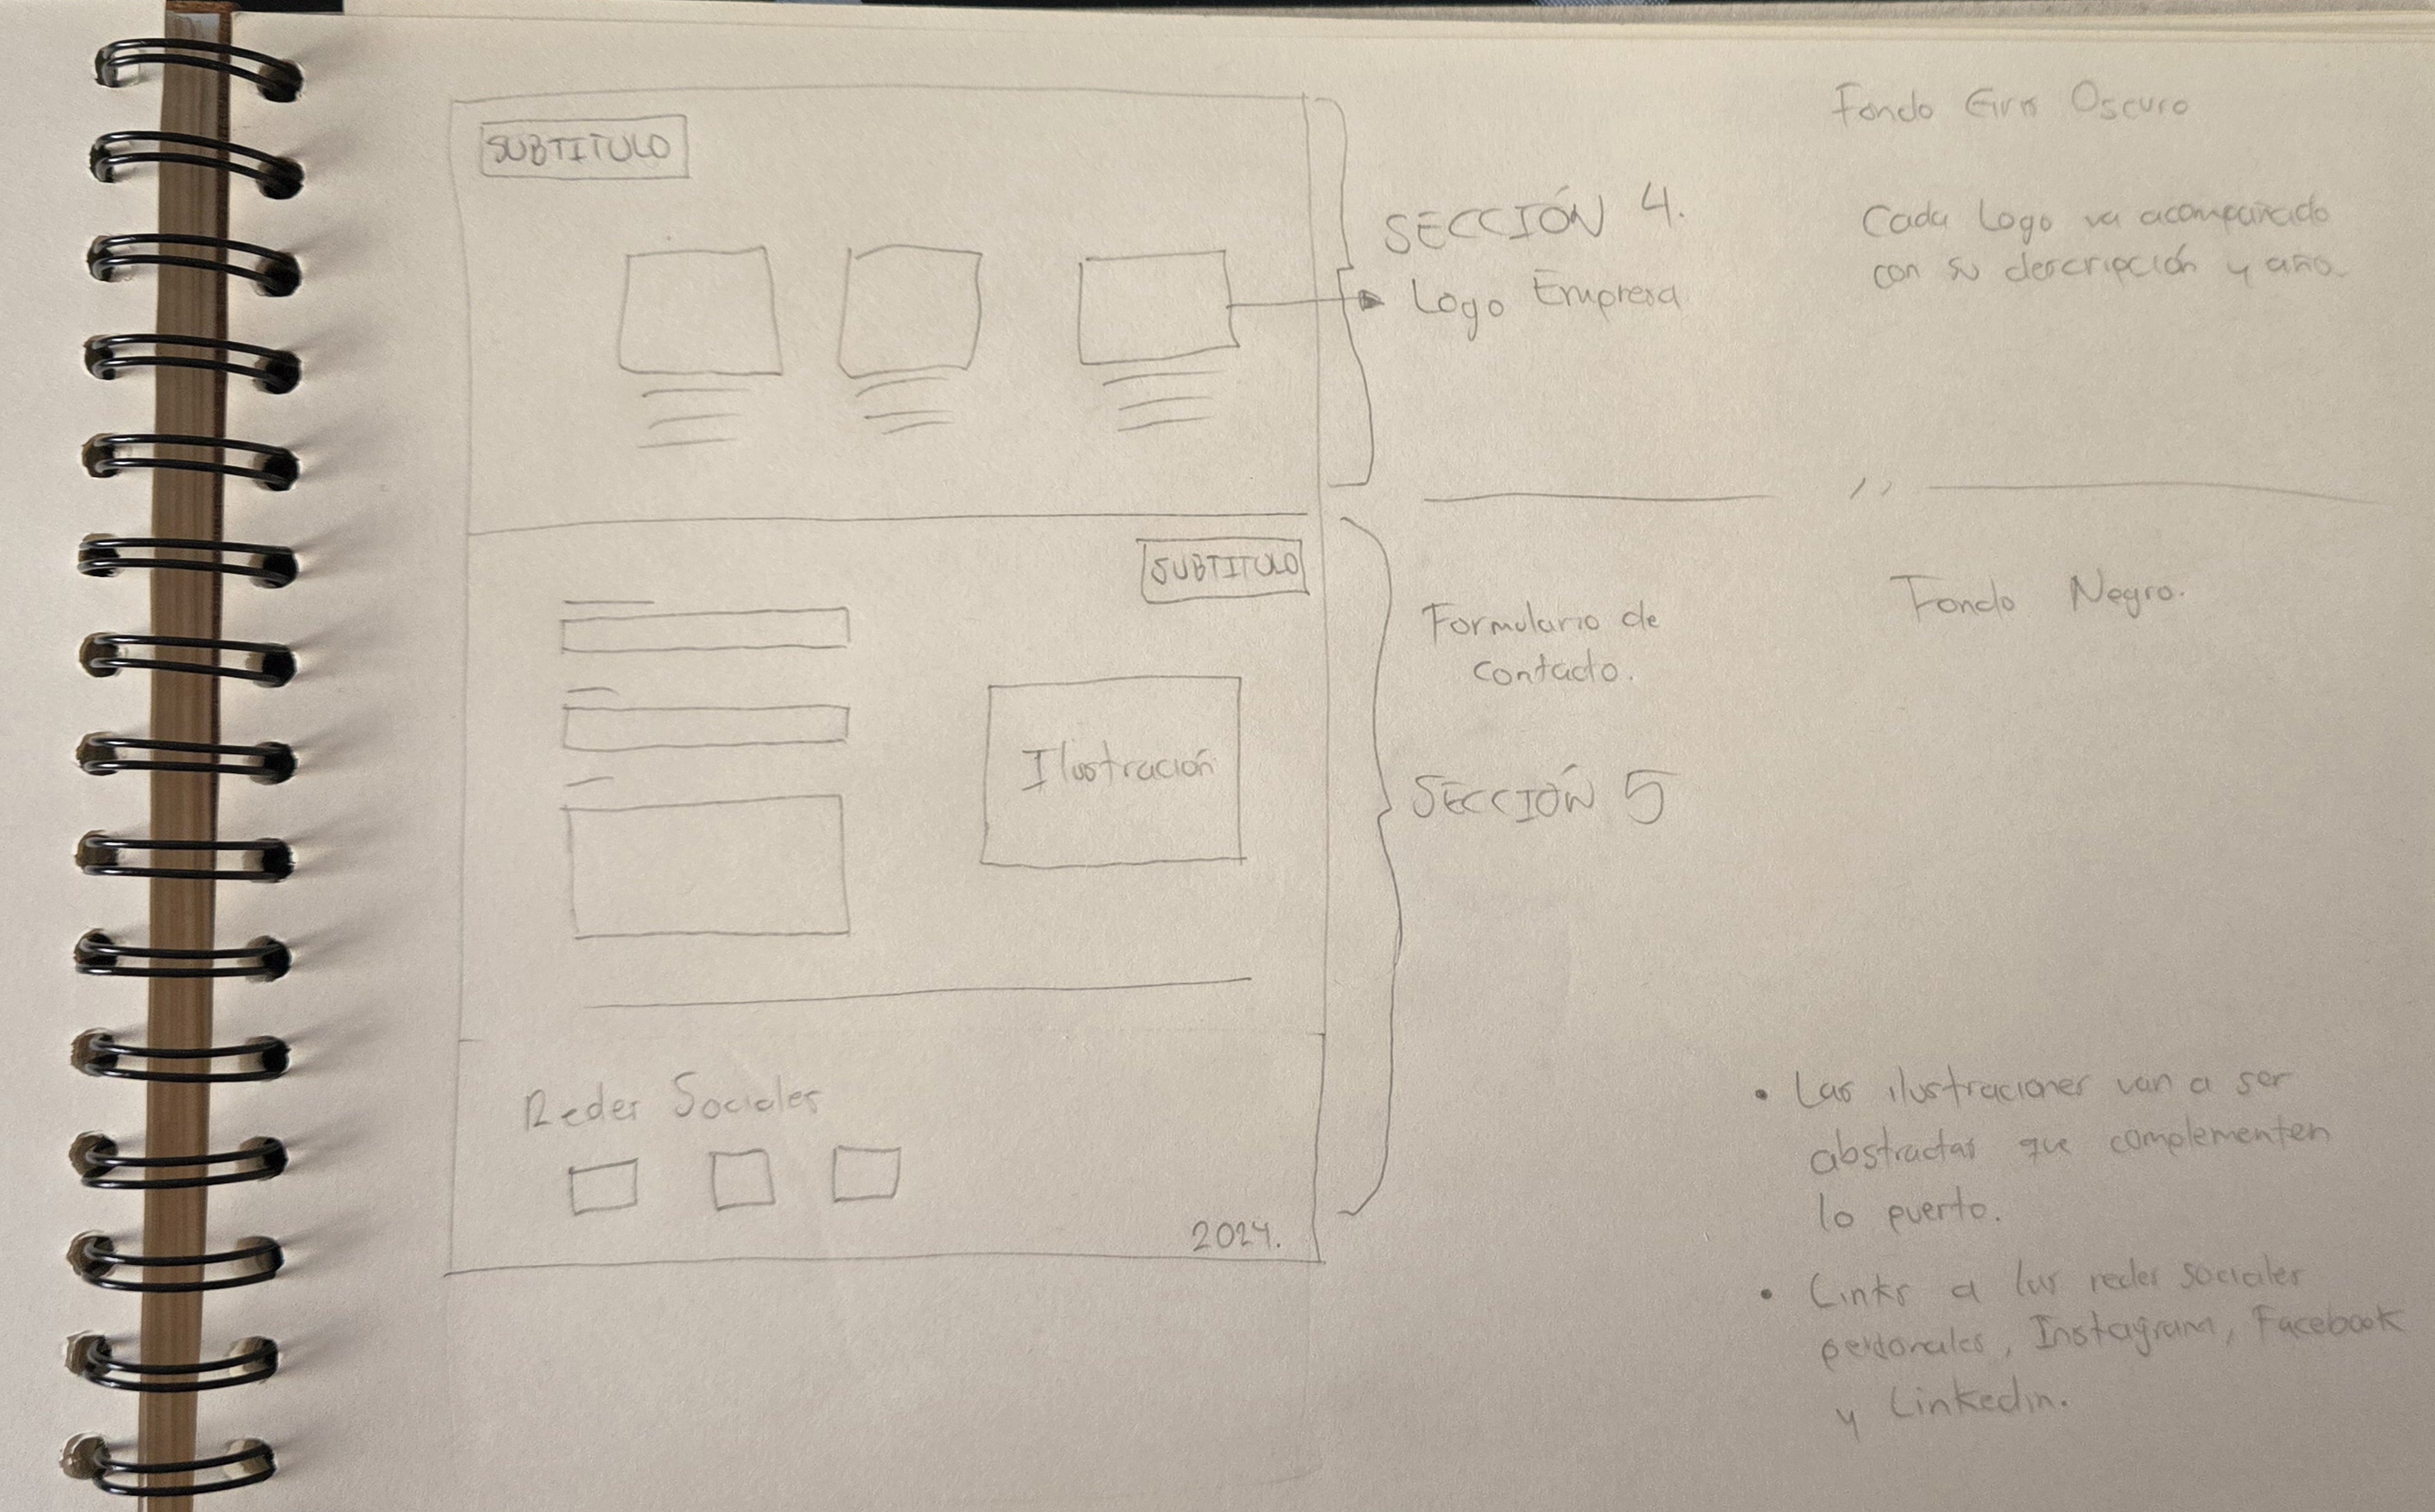 SUBTITULO
SECCIÓN 4.
Logo Empresa
Fondo Gris Oscuro
Cada Logo va acompañado
con su descripción y año.
SUBTITULO
Ilustración
Formulario de
contacto.
SECCIÓN 5
Fondo Negro.
Redes Sociales
2024.
• Las ilustraciones van a ser
abstractas que complementen
lo puesto.
• Links a las redes sociales
personales, Instagram, Facebook
y Linkedin.